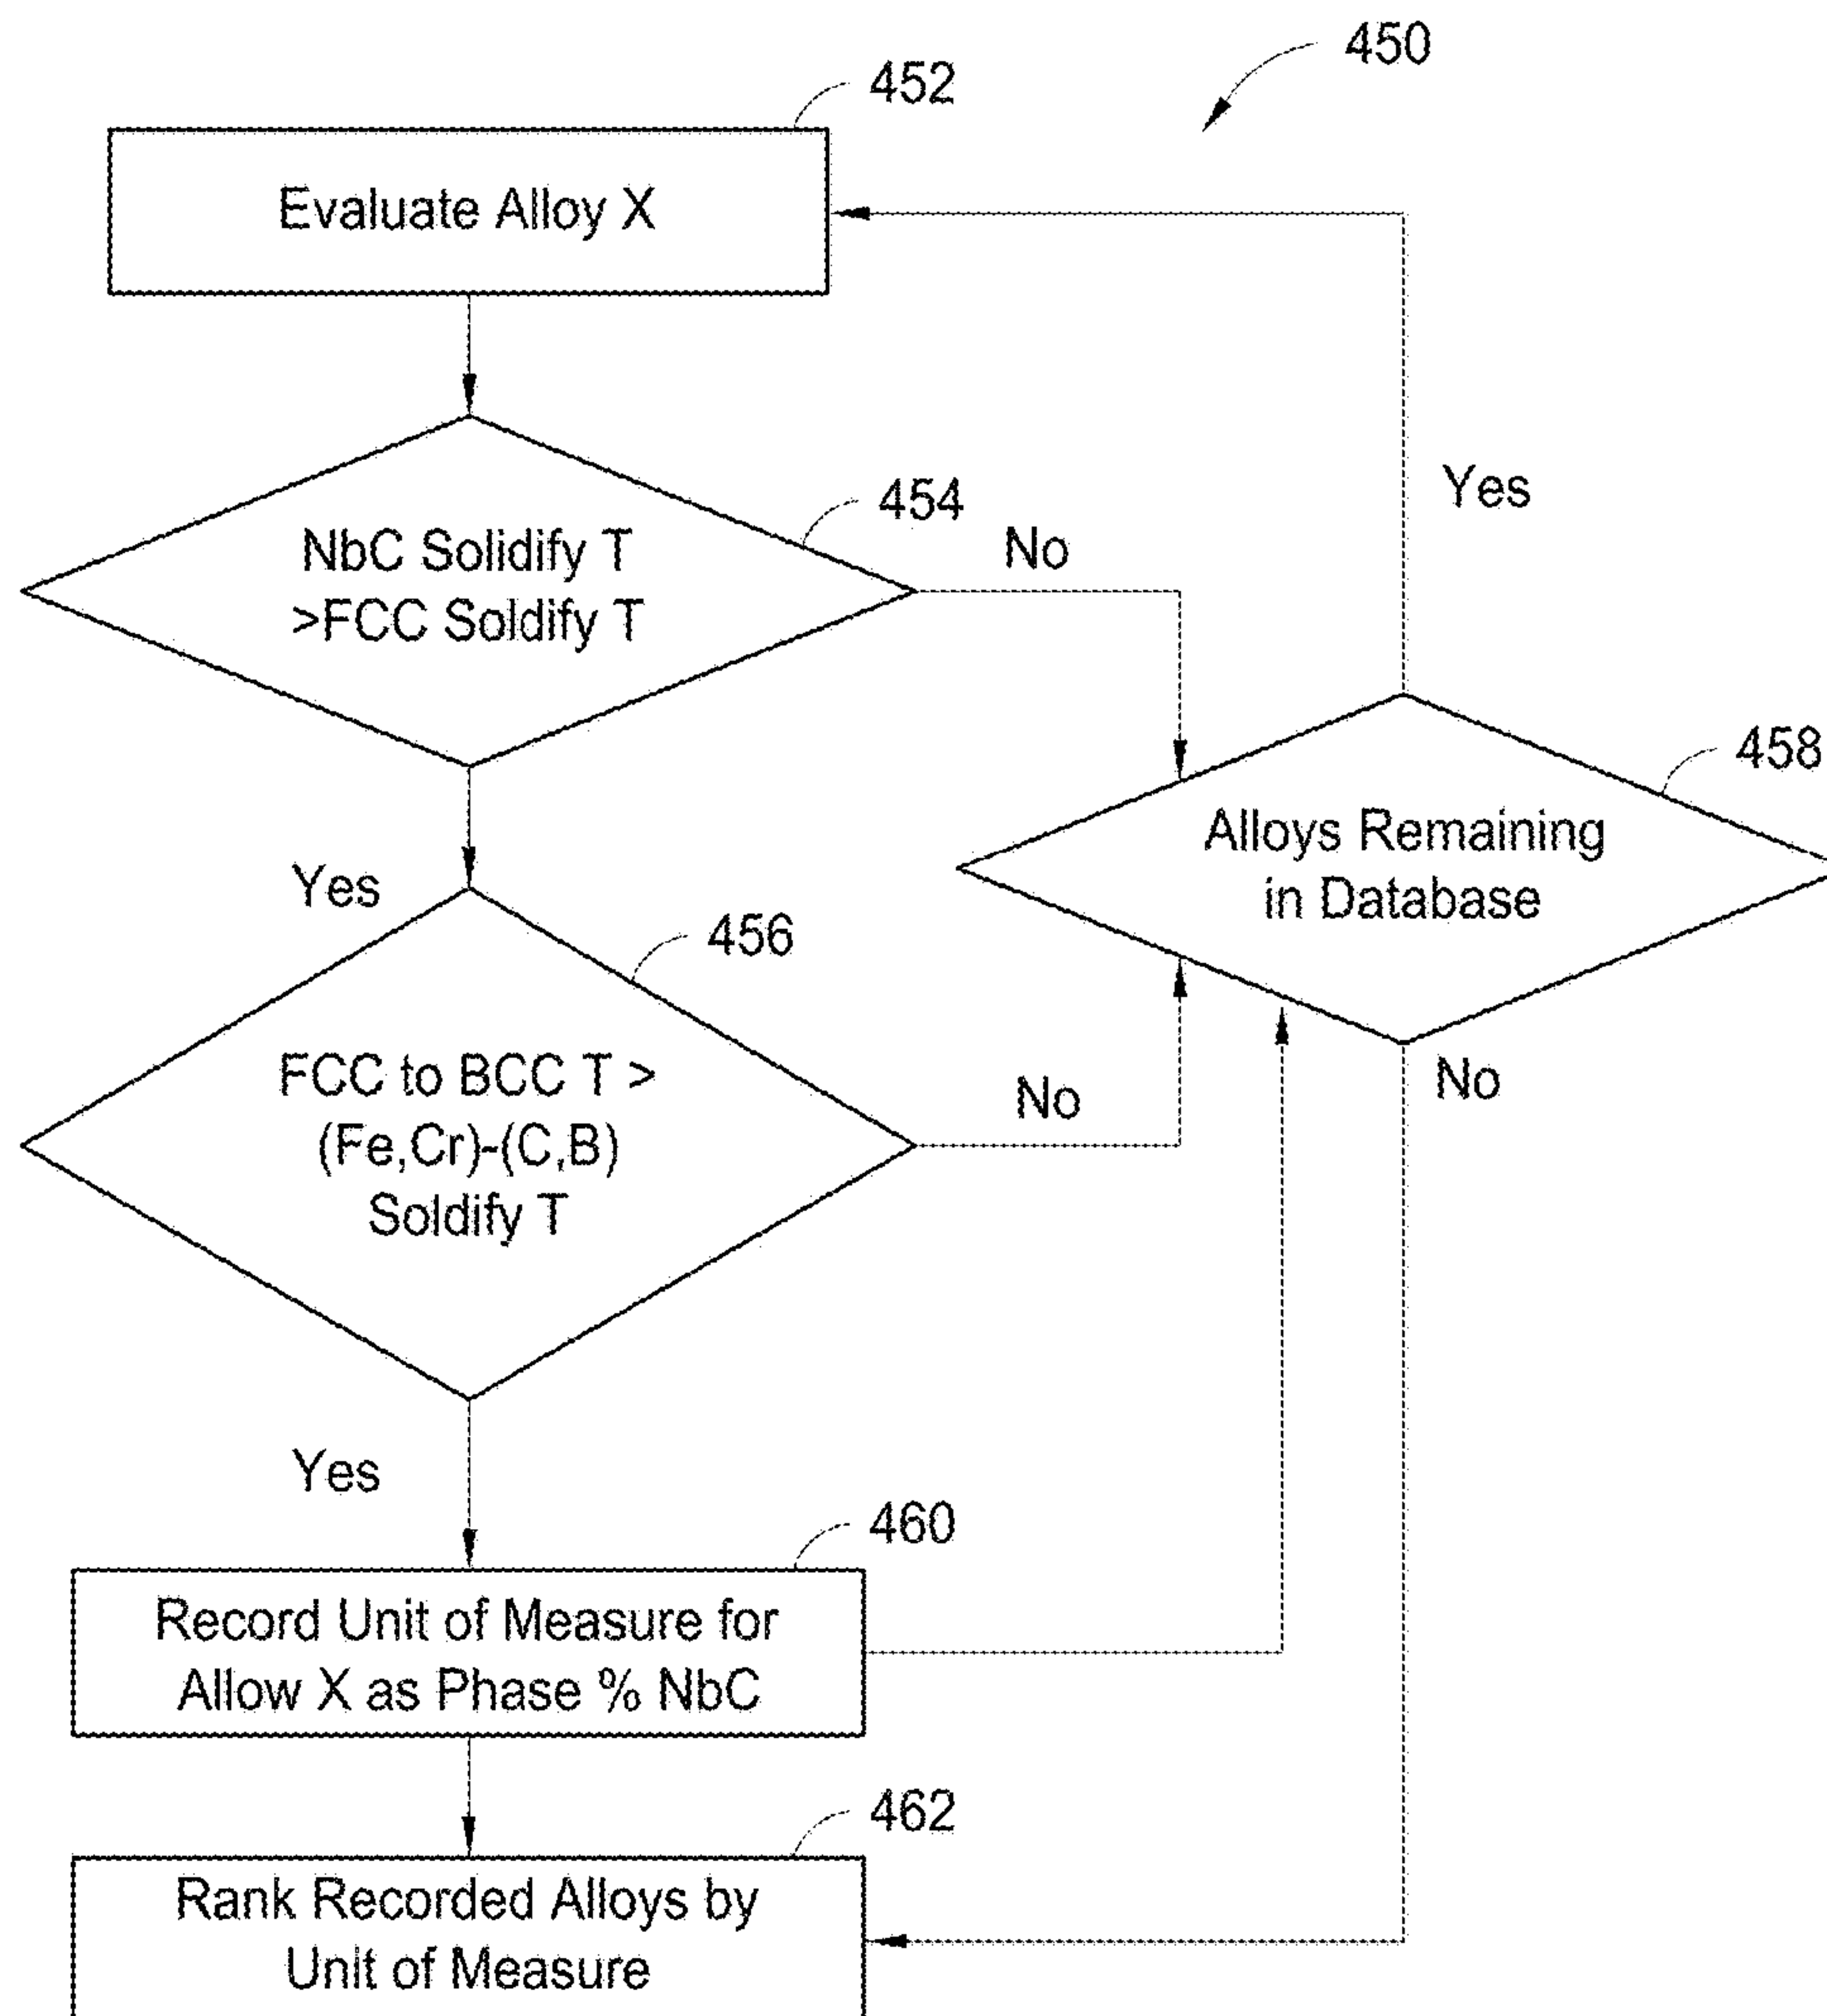 450
452
Evaluate Alloy X
454
NbC Solidify T
>FCC Soldify T
No
Yes
458
Alloys Remaining
in Database
Yes
456
FCC to BCC T >
(Fe,Cr)-(C,B)
Soldify T
No
No
Yes
460
Record Unit of Measure for
Allow X as Phase % NbC
462
Rank Recorded Alloys by
Unit of Measure